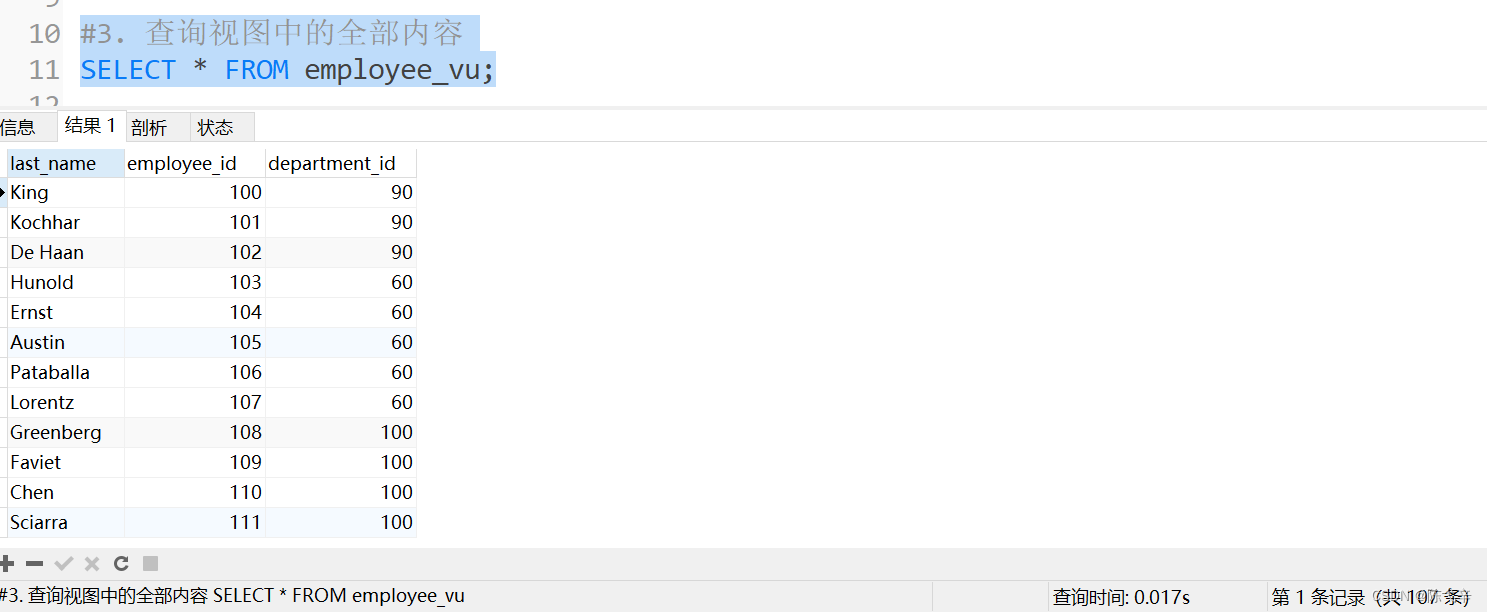 10 #3. 查询视图中的全部内容
11 SELECT * FROM employee_vu;
信息 结果 1 剖析 状态
last_name employee_id department_id
King 100 90
Kochhar 101 90
De Haan 102 90
Hunold 103 60
Ernst 104 60
Austin 105 60
Pataballa 106 60
Lorentz 107 60
Greenberg 108 100
Faviet 109 100
Chen 110 100
Sciarra 111 100
#3. 查询视图中的全部内容 SELECT * FROM employee_vu 查询时间: 0.017s 第 1 条记录 (共 107 条)